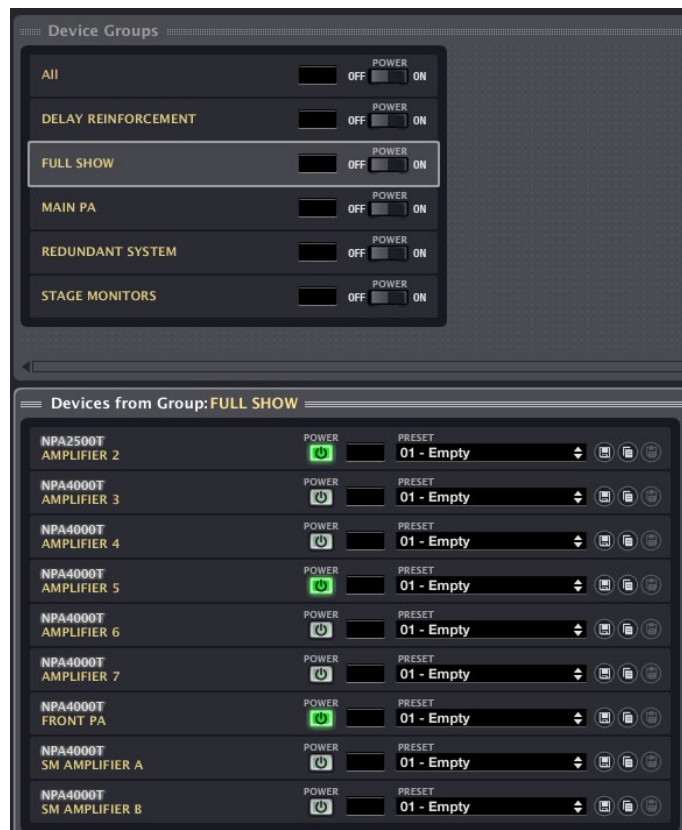 Device Groups
All
POWER
OFF ON
DELAY REINFORCEMENT
POWER
OFF ON
FULL SHOW
POWER
OFF ON
MAIN PA
POWER
OFF ON
REDUNDANT SYSTEM
POWER
OFF ON
STAGE MONITORS
POWER
OFF ON
Devices from Group: FULL SHOW
NPA2500T POWER PRESET
AMPLIFIER 2 01 - Empty
NPA4000T POWER PRESET
AMPLIFIER 3 01 - Empty
NPA4000T POWER PRESET
AMPLIFIER 4 01 - Empty
NPA4000T POWER PRESET
AMPLIFIER 5 01 - Empty
NPA4000T POWER PRESET
AMPLIFIER 6 01 - Empty
NPA4000T POWER PRESET
AMPLIFIER 7 01 - Empty
NPA4000T POWER PRESET
FRONT PA 01 - Empty
NPA4000T POWER PRESET
SM AMPLIFIER A 01 - Empty
NPA4000T POWER PRESET
SM AMPLIFIER B 01 - Empty